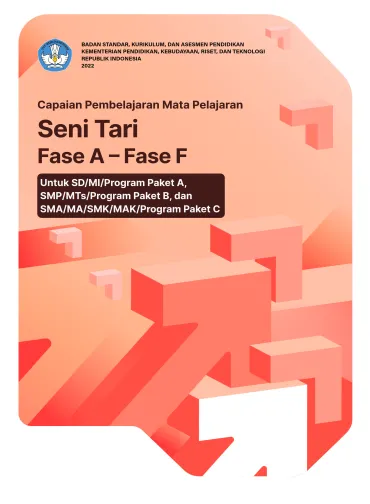 BADAN STANDAR, KURIKULUM, DAN ASESMEN PENDIDIKAN
KEMENTERIAN PENDIDIKAN, KEBUDAYAAN, RISET, DAN TEKNOLOGI
REPUBLIK INDONESIA
2022
Capaian Pembelajaran Mata Pelajaran
Seni Tari
Fase A – Fase F
Untuk SD/MI/Program Paket A,
SMP/MTs/Program Paket B, dan
SMA/MA/SMK/MAK/Program Paket C